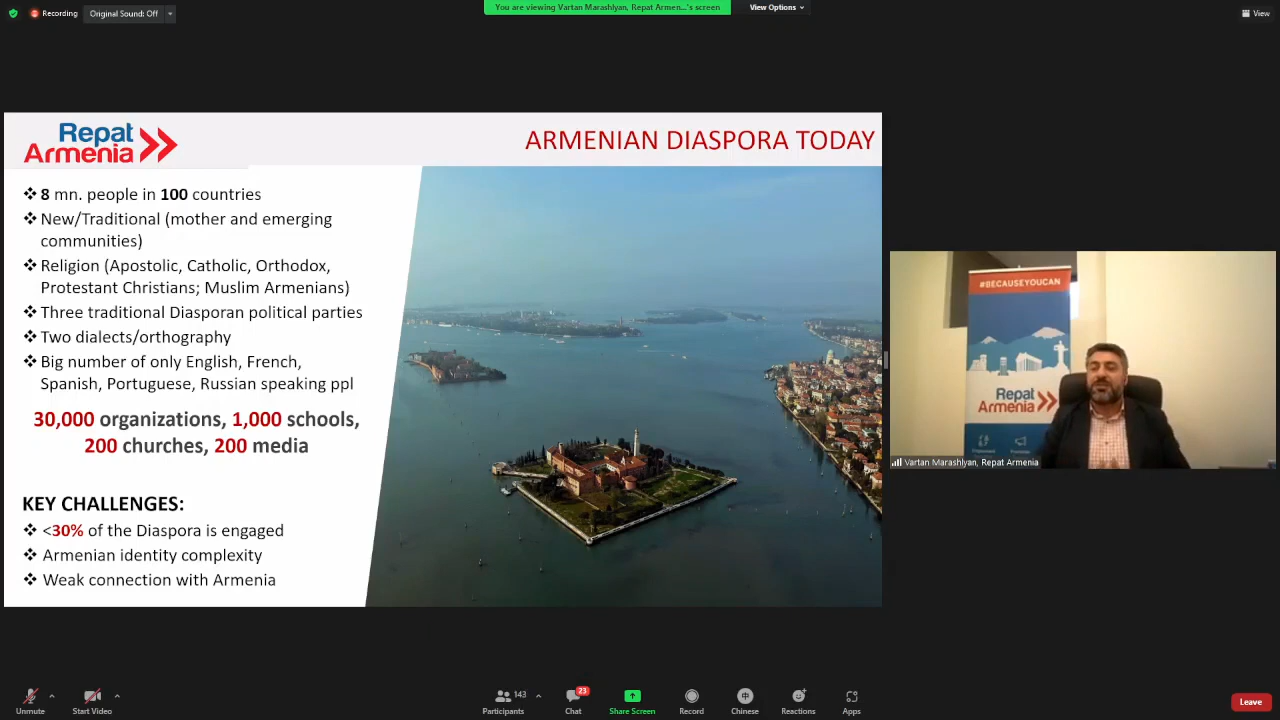 Recording
Original Sound: Off
You are viewing Vartan Marashlyan, Repat Armen...'s screen
View Options
View
Repat
Armenia
ARMENIAN DIASPORA TODAY
❖ 8 mn. people in 100 countries
❖ New/Traditional (mother and emerging
communities)
❖ Religion (Apostolic, Catholic, Orthodox,
Protestant Christians; Muslim Armenians)
❖ Three traditional Diasporan political parties
❖ Two dialects/orthography
❖ Big number of only English, French,
Spanish, Portuguese, Russian speaking ppl
30,000 organizations, 1,000 schools,
200 churches, 200 media
KEY CHALLENGES:
❖ <30% of the Diaspora is engaged
❖ Armenian identity complexity
❖ Weak connection with Armenia
#BECAUSEYOUCAN
Repat
Armenia
Vartan Marashlyan, Repat Armenia
Unmute
Start Video
143
Participants
23
Chat
Share Screen
Record
中
Chinese
Reactions
Apps
Leave